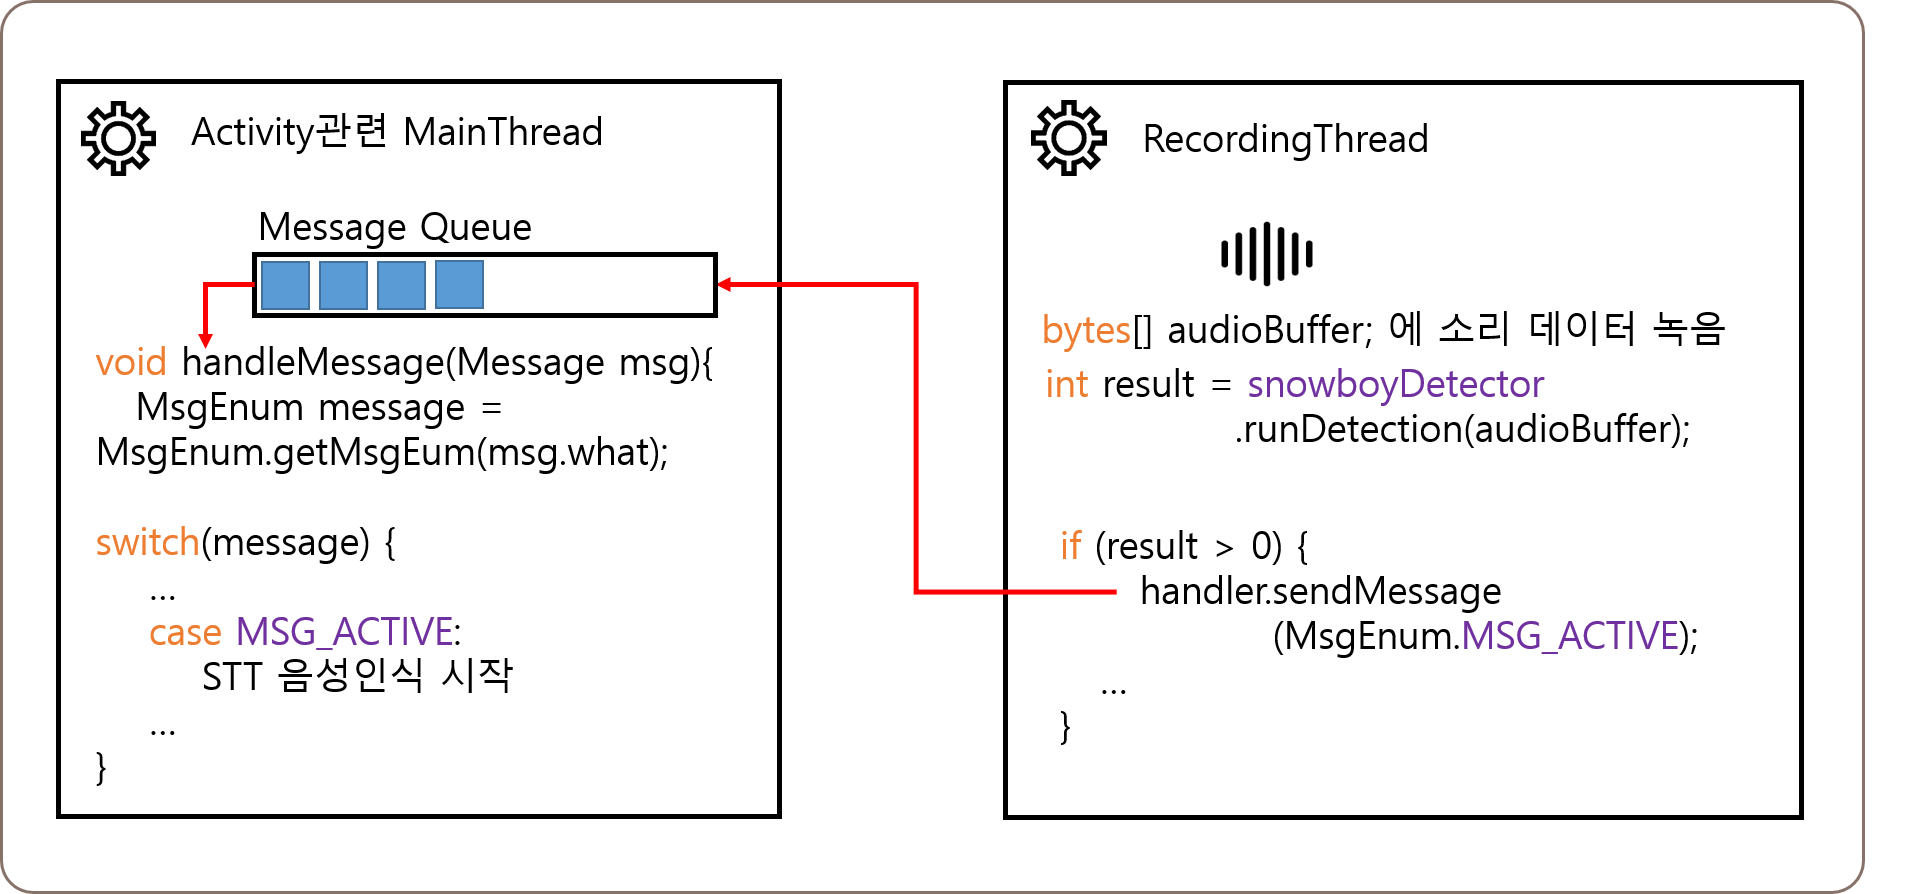 Activity관련 MainThread
Message Queue
void handleMessage(Message msg){
MsgEnum message =
MsgEnum.getMsgEum(msg.what);
switch(message) {
...
case MSG_ACTIVE:
STT 음성인식 시작
...
}
RecordingThread
bytes[] audioBuffer; 에 소리 데이터 녹음
int result = snowboyDetector
.runDetection(audioBuffer);
if (result > 0) {
handler.sendMessage
(MsgEnum.MSG_ACTIVE);
...
}